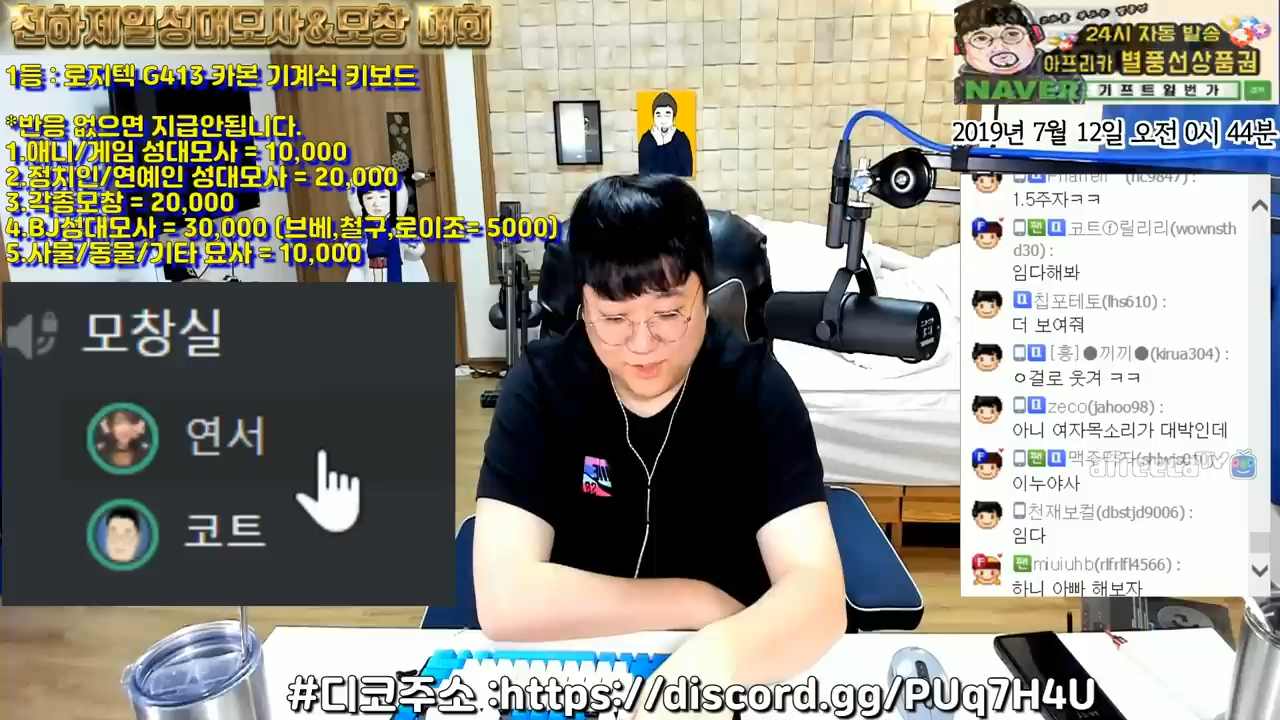 천하제일성대모사&모창 대회
1등 : 로지텍 G413 카본 기계식 키보드
*반응 없으면 지급안됩니다.
1.애니/게임 성대모사 = 10,000
2.정치인/연예인 성대모사 = 20,000
3.각종모창 = 20,000
4.BJ성대모사 = 30,000 (브베,철구,로이조= 5000)
5.사물/동물/기타 묘사 = 10,000
모창실
연서
코트
24시 자동 발송
아프리카 별풍선상품권
NAVER 기프트월번가
2019년 7월 12일 오전 0시 44분
1.5주자ㅋㅋ
팬 코트ⓕ릴리리(wownsth
d30) :
임다해봐
칩포테토(lhs610) :
더 보여줘
[흥]●끼끼●(kirua304) :
ㅇ걸로 웃겨 ㅋㅋ
zeco(jahoo98) :
아니 여자목소리가 대박인데
afreecaTV
이누야사
천재보컬(dbstjd9006) :
임다
팬 miuiuhb(rlfrlfl4566) :
하니 아빠 해보자
#디코주소 :https://discord.gg/PUq7H4U